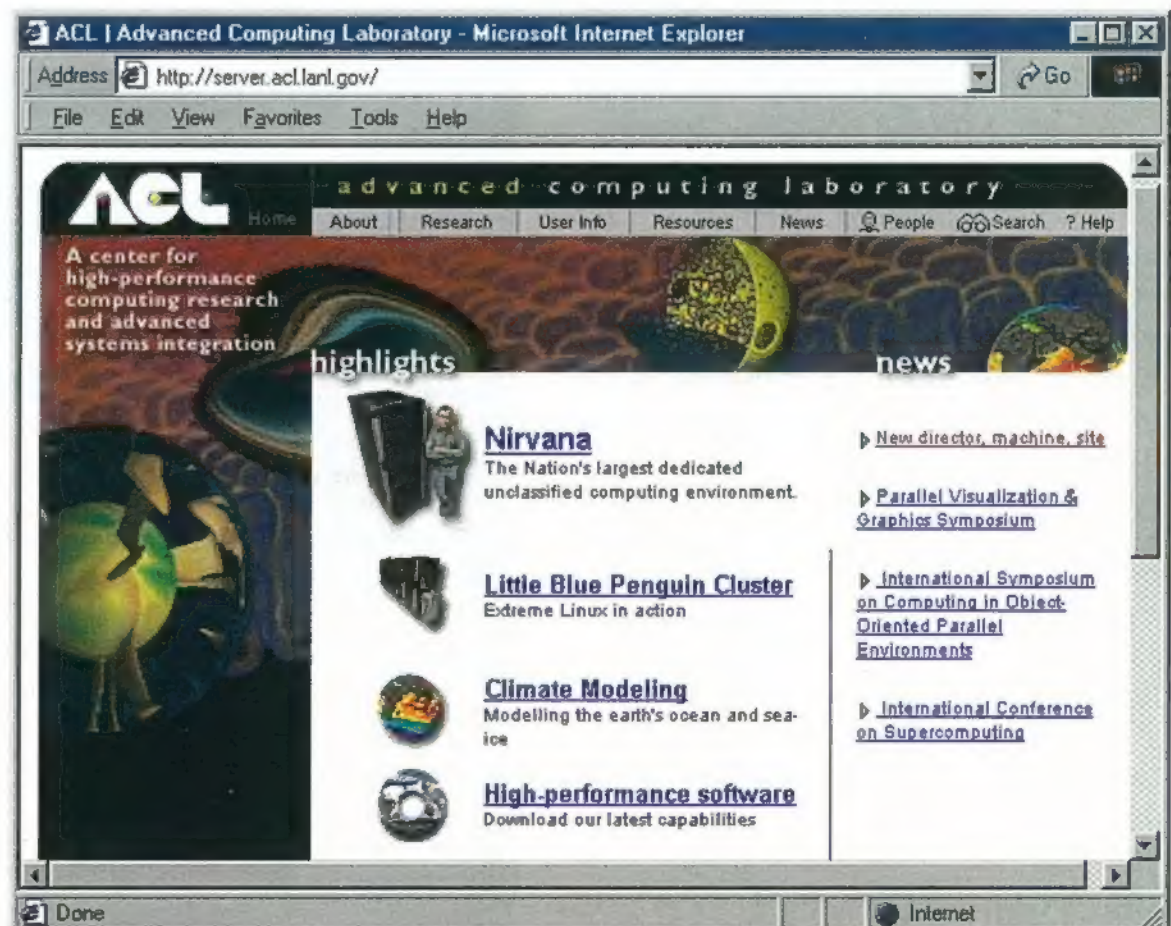 ACL | Advanced Computing Laboratory - Microsoft Internet Explorer
Address http://server.acl.lanl.gov/ Go
File Edit View Favorites Tools Help
ACL advanced computing laboratory
Home About Research User Info Resources News People Search ? Help
A center for
high-performance
computing research
and advanced
systems integration
highlights
Nirvana
The Nation's largest dedicated
unclassified computing environment.
Little Blue Penguin Cluster
Extreme Linux in action
Climate Modeling
Modelling the earth's ocean and sea-
ice
High-performance software
Download our latest capabilities
news
New director, machine, site
Parallel Visualization &
Graphics Symposium
International Symposium
on Computing in Object-
Oriented Parallel
Environments
International Conference
on Supercomputing
Done Internet